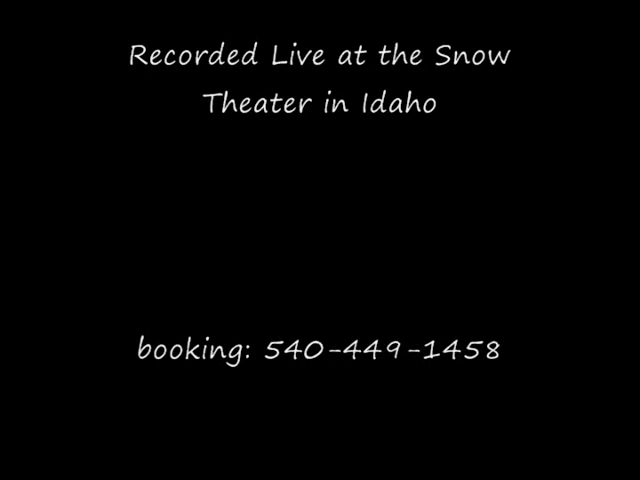 Recorded Live at the Snow
Theater in Idaho
booking: 540-449-1458